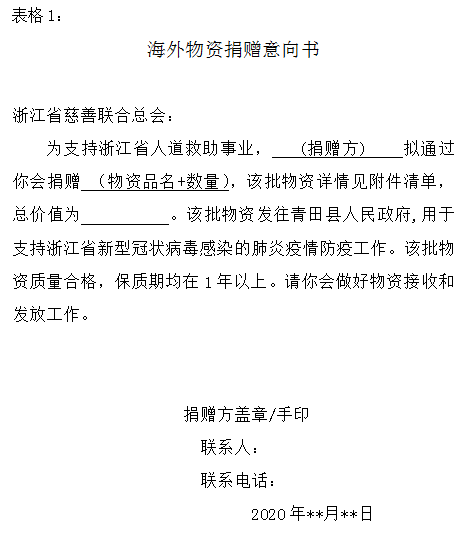 表格1：
海外物资捐赠意向书
浙江省慈善联合总会：
为支持浙江省人道救助事业，　(捐赠方)　拟通过
你会捐赠　（物资品名+数量），该批物资详情见附件清单，
总价值为__________。该批物资发往青田县人民政府,用于
支持浙江省新型冠状病毒感染的肺炎疫情防疫工作。该批物
资质量合格，保质期均在1年以上。请你会做好物资接收和
发放工作。
捐赠方盖章/手印
联系人：
联系电话：
2020年**月**日